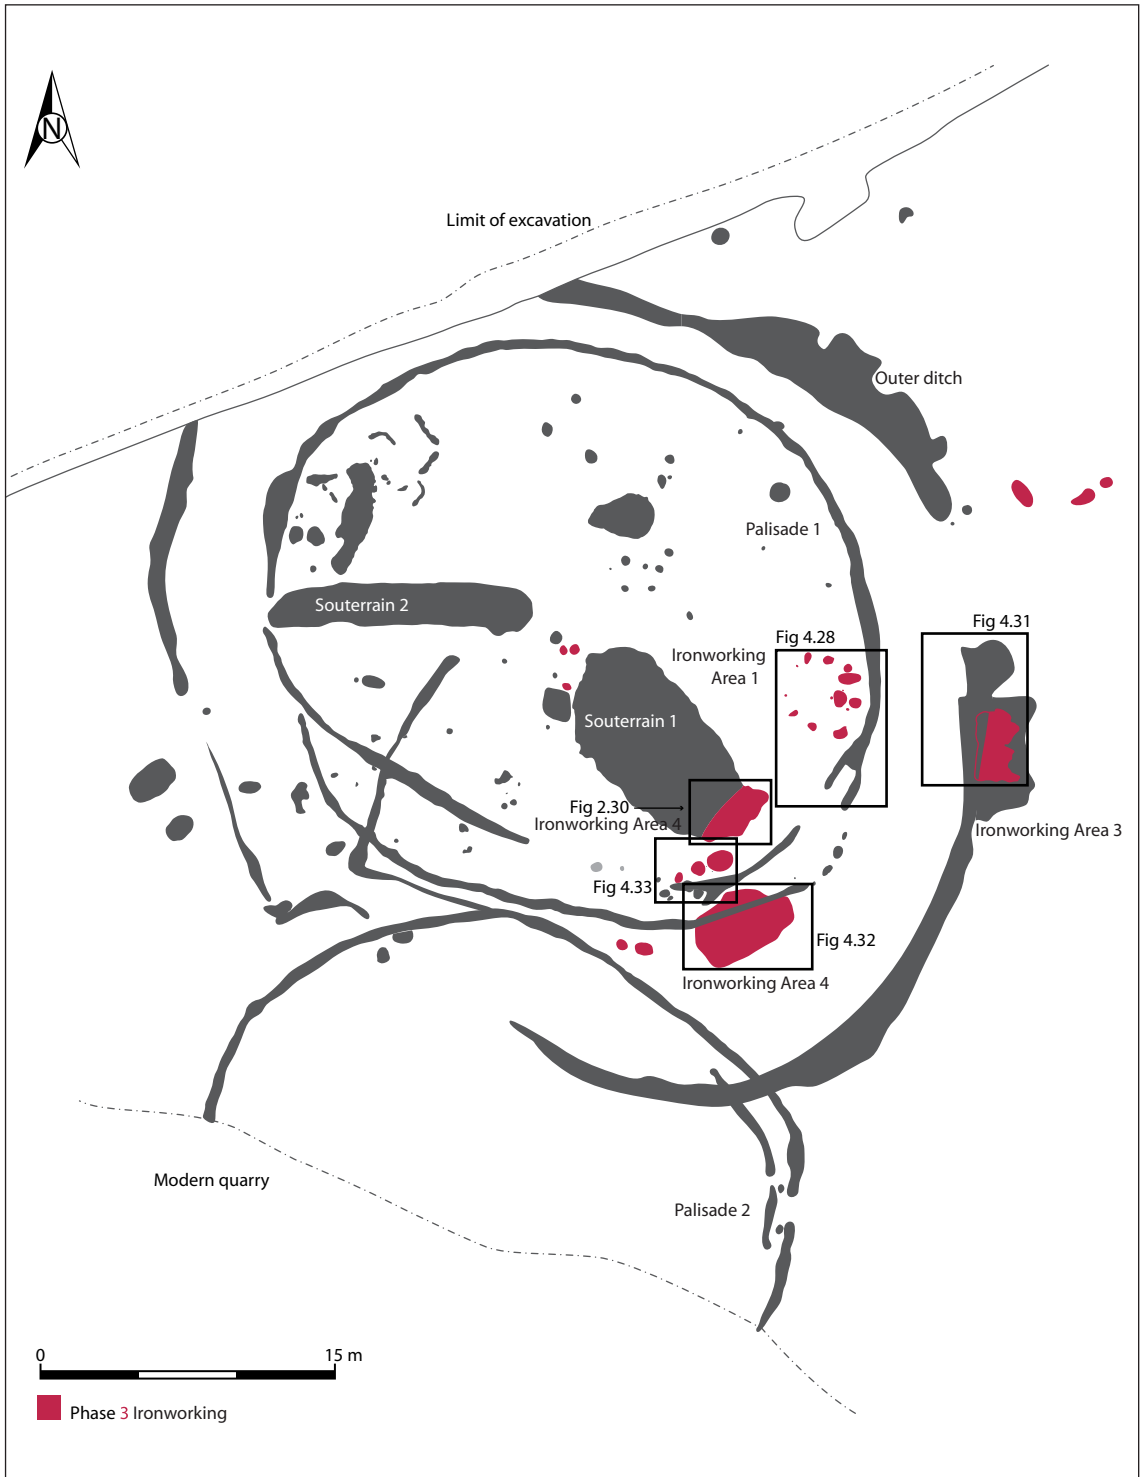 N
Limit of excavation
Outer ditch
Palisade 1
Souterrain 2
Fig 4.31
Fig 4.28
Ironworking
Area 1
Souterrain 1
Fig 2.30
Ironworking Area 4
Ironworking Area 3
Fig 4.33
Fig 4.32
Ironworking Area 4
Modern quarry
Palisade 2
0 15 m
Phase 3 Ironworking